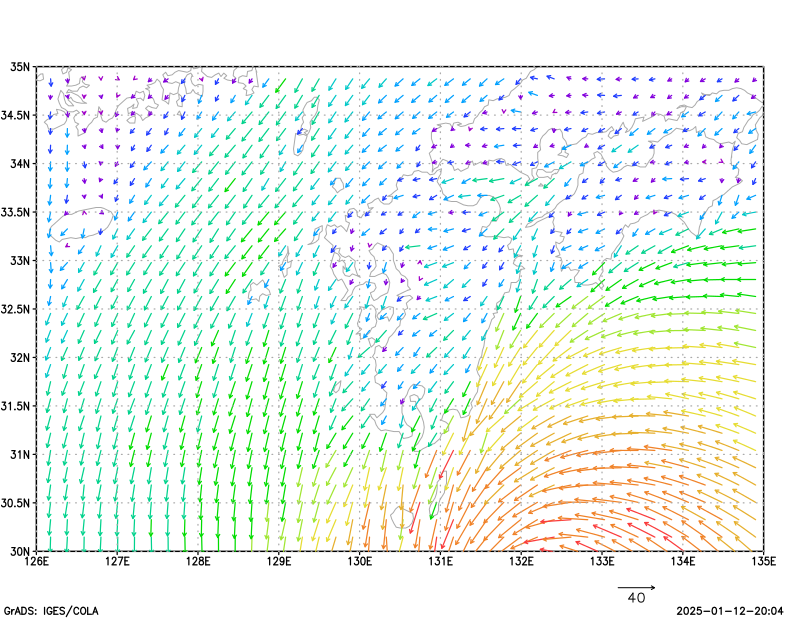 35N
34.5N
34N
33.5N
33N
32.5N
32N
31.5N
31N
30.5N
30N
126E 127E 128E 129E 130E 131E 132E 133E 134E 135E
40
GrADS: IGES/COLA 2025-01-12-20:04